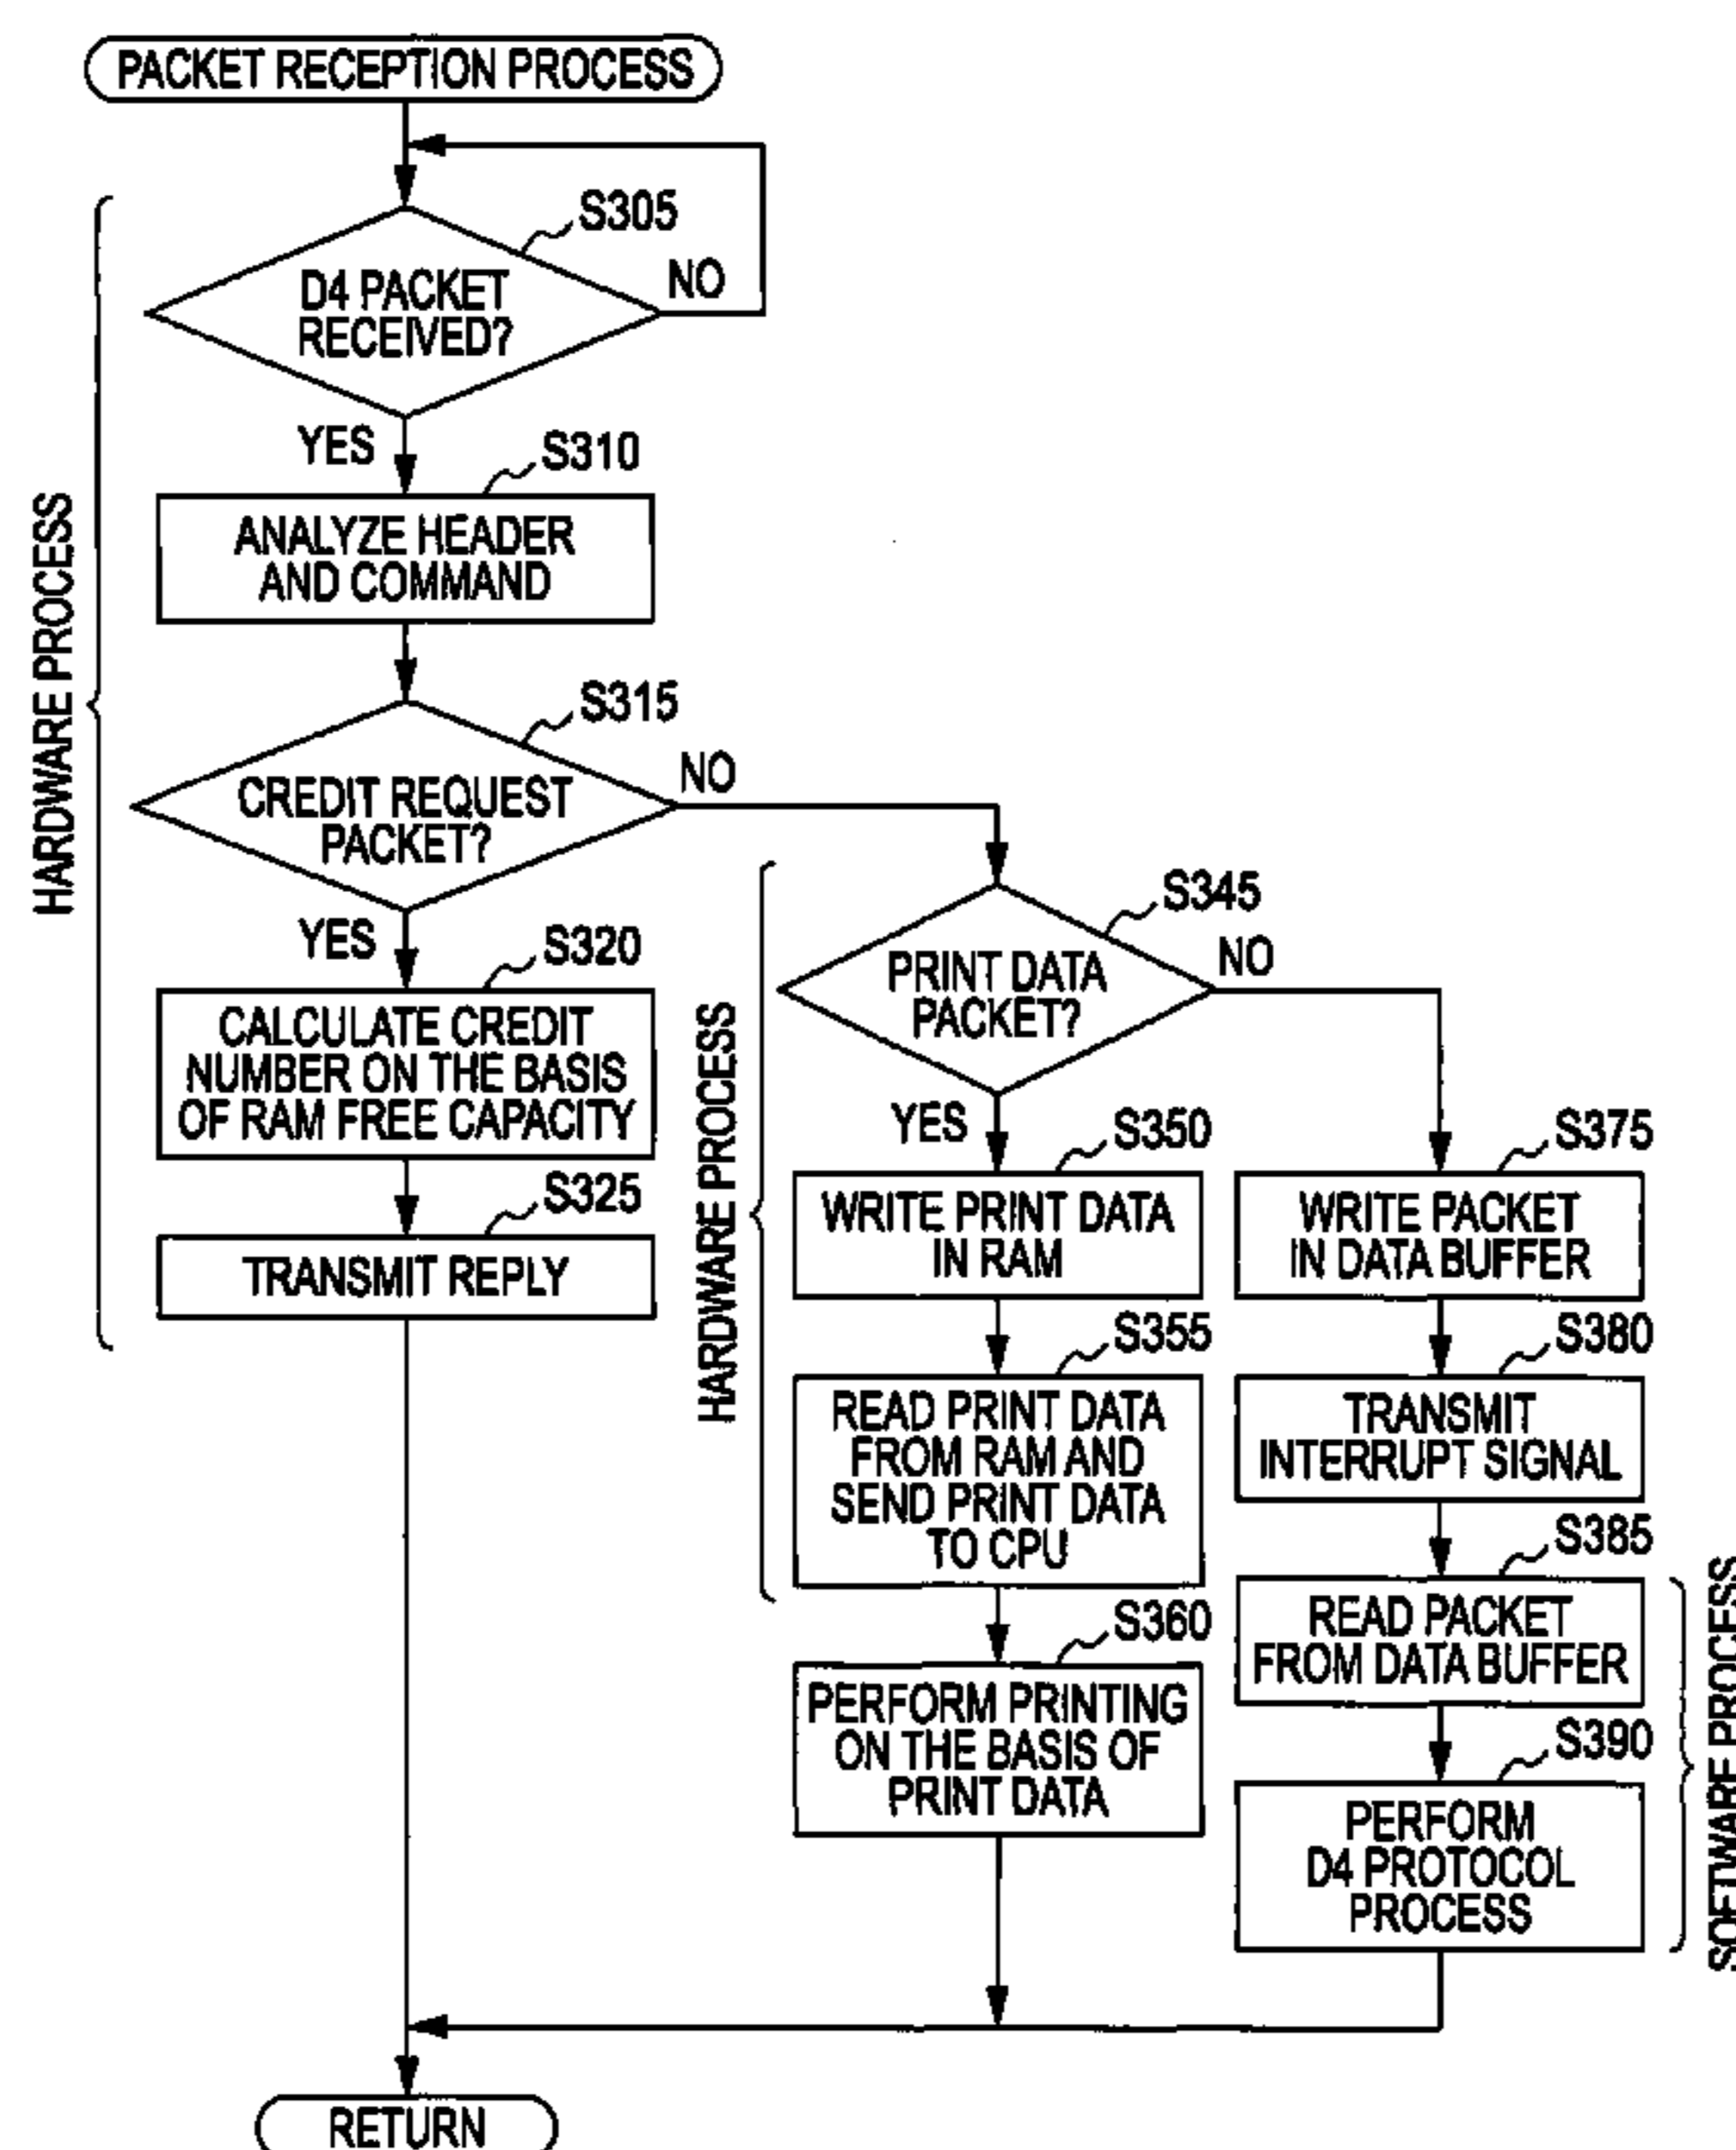 PACKET RECEPTION PROCESS
S305
D4 PACKET
RECEIVED?
NO
YES
S310
ANALYZE HEADER
AND COMMAND
HARDWARE PROCESS
S315
CREDIT REQUEST
PACKET?
NO
YES
S320
CALCULATE CREDIT
NUMBER ON THE BASIS
OF RAM FREE CAPACITY
S325
TRANSMIT REPLY
HARDWARE PROCESS
S345
PRINT DATA
PACKET?
NO
YES
S350
WRITE PRINT DATA
IN RAM
S355
READ PRINT DATA
FROM RAM AND
SEND PRINT DATA
TO CPU
S360
PERFORM PRINTING
ON THE BASIS OF
PRINT DATA
S375
WRITE PACKET
IN DATA BUFFER
S380
TRANSMIT
INTERRUPT SIGNAL
S385
READ PACKET
FROM DATA BUFFER
S390
PERFORM
D4 PROTOCOL
PROCESS
SOFTWARE PROCESS
RETURN